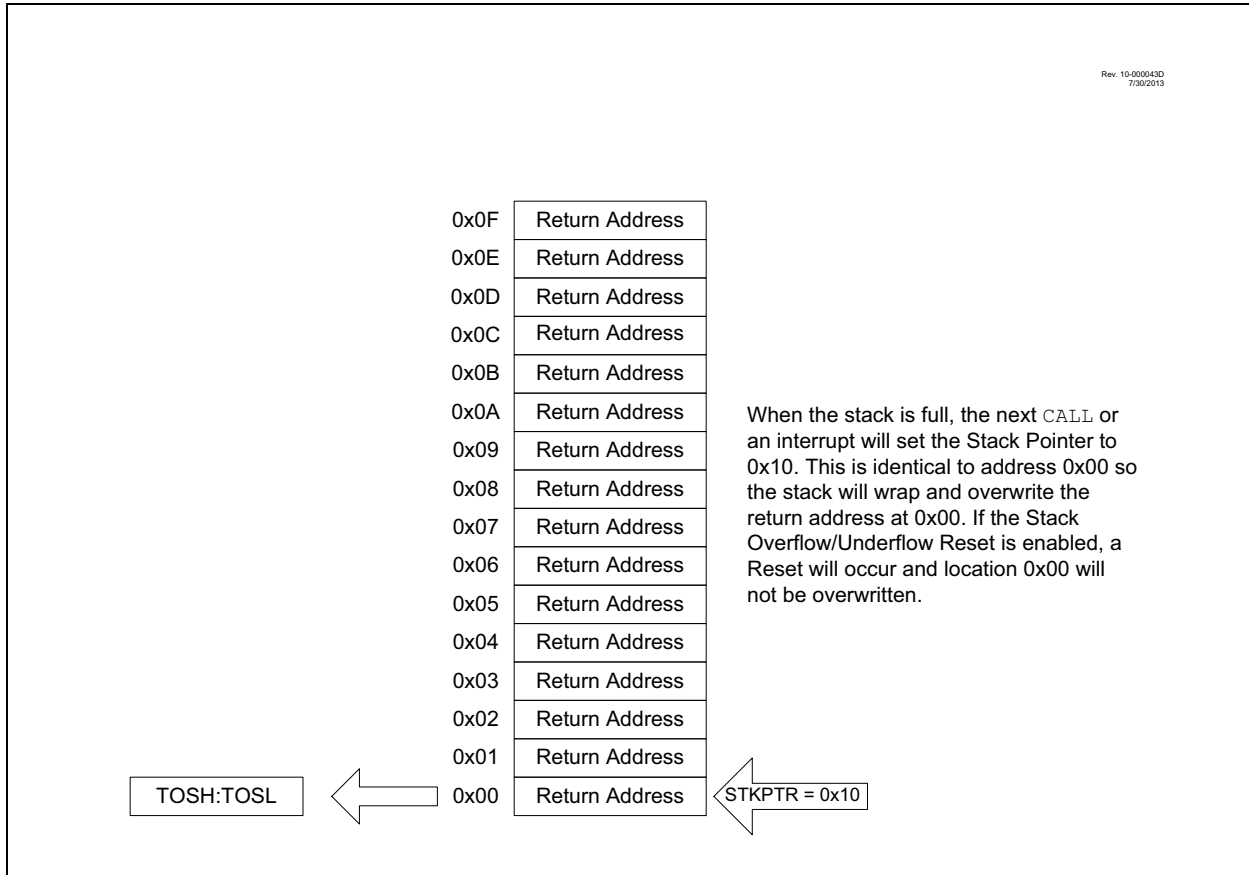 Rev. 10-000043D
7/30/2013
0x0F Return Address
0x0E Return Address
0x0D Return Address
0x0C Return Address
0x0B Return Address
0x0A Return Address
0x09 Return Address
0x08 Return Address
0x07 Return Address
0x06 Return Address
0x05 Return Address
0x04 Return Address
0x03 Return Address
0x02 Return Address
0x01 Return Address
TOSH:TOSL 0x00 Return Address STKPTR = 0x10
When the stack is full, the next CALL or
an interrupt will set the Stack Pointer to
0x10. This is identical to address 0x00 so
the stack will wrap and overwrite the
return address at 0x00. If the Stack
Overflow/Underflow Reset is enabled, a
Reset will occur and location 0x00 will
not be overwritten.